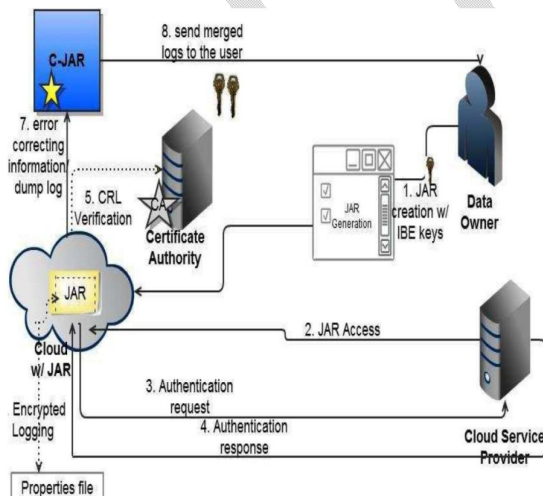 8. send merged
logs to the user
C-JAR
7. error
correcting
information/
dump log
5. CRL
Verification
CA
Certificate
Authority
JAR
Generation
1. JAR
creation w/
IBE keys
Data
Owner
JAR
Cloud
w/ JAR
2. JAR Access
3. Authentication
request
4. Authentication
response
Cloud Service
Provider
Encrypted
Logging
Properties file